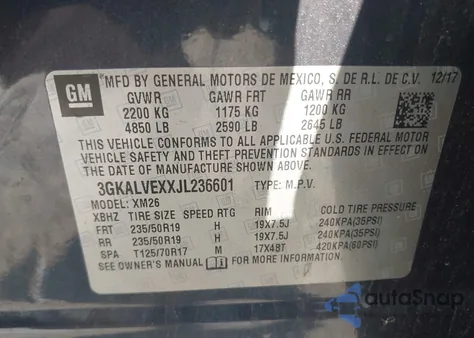 GM
MFD BY GENERAL MOTORS DE MEXICO, S. DE R.L. DE C.V. 12/17
GVWR GAWR FRT GAWR RR
2200 KG 1175 KG 1200 KG
4850 LB 2590 LB 2645 LB
THIS VEHICLE CONFORMS TO ALL APPLICABLE U.S. FEDERAL MOTOR
VEHICLE SAFETY AND THEFT PREVENTION STANDARDS IN EFFECT ON THE
DATE OF MANUFACTURE SHOWN ABOVE.
3GKALVEXXJL236601 TYPE: M.P.V.
MODEL: XM26
XBHZ TIRE SIZE SPEED RTG RIM COLD TIRE PRESSURE
FRT 235/50R19 H 19X7.5J 240KPA(35PSI)
RR 235/50R19 H 19X7.5J 240KPA(35PSI)
SPA T125/70R17 M 17X4BT 420KPA(60PSI)
SEE OWNER'S MANUAL FOR MORE INFORMATION.
autoSnap